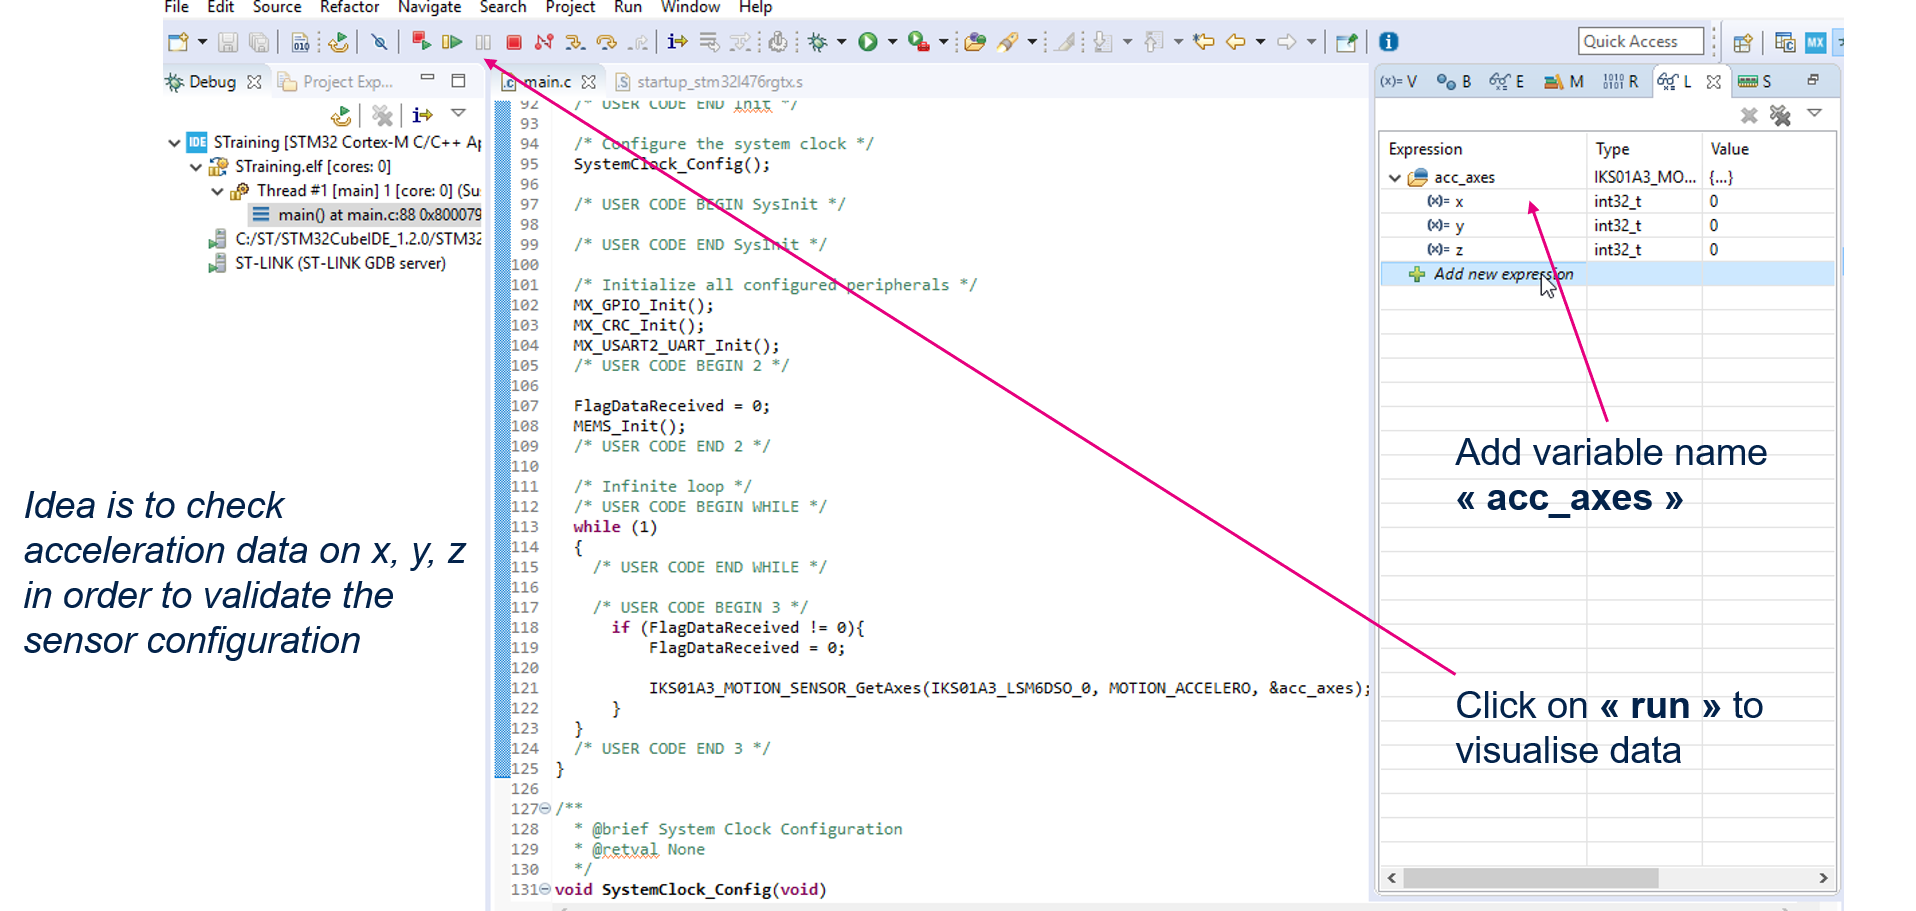 File Edit Source Refactor Navigate Search Project Run Window Help
Quick Access
Debug Project Exp...
main.c startup_stm32l476rgtx.s
(x)= V B E M R L S
STraining [STM32 Cortex-M C/C++ Ap
STraining.elf [cores: 0]
Thread #1 [main] 1 [core: 0] (Su
main() at main.c:88 0x800079
C:/ST/STM32CubeIDE_1.2.0/STM32
ST-LINK (ST-LINK GDB server)
Idea is to check
acceleration data on x, y, z
in order to validate the
sensor configuration
92 /* USER CODE END Init */
93
94 /* Configure the system clock */
95 SystemClock_Config();
96
97 /* USER CODE BEGIN SysInit */
98
99 /* USER CODE END SysInit */
100
101 /* Initialize all configured peripherals */
102 MX_GPIO_Init();
103 MX_CRC_Init();
104 MX_USART2_UART_Init();
105 /* USER CODE BEGIN 2 */
106
107 FlagDataReceived = 0;
108 MEMS_Init();
109 /* USER CODE END 2 */
110
111 /* Infinite loop */
112 /* USER CODE BEGIN WHILE */
113 while (1)
114 {
115 /* USER CODE END WHILE */
116
117 /* USER CODE BEGIN 3 */
118 if (FlagDataReceived != 0){
119 FlagDataReceived = 0;
120
121 IKS01A3_MOTION_SENSOR_GetAxes(IKS01A3_LSM6DSO_0, MOTION_ACCELERO, &acc_axes);
122 }
123 }
124 /* USER CODE END 3 */
125 }
126
127 /**
128 * @brief System Clock Configuration
129 * @retval None
130 */
131 void SystemClock_Config(void)
Expression Type Value
acc_axes IKS01A3_MO... {...}
(x)= x int32_t 0
(x)= y int32_t 0
(x)= z int32_t 0
Add new expression
Add variable name
« acc_axes »
Click on « run » to
visualise data